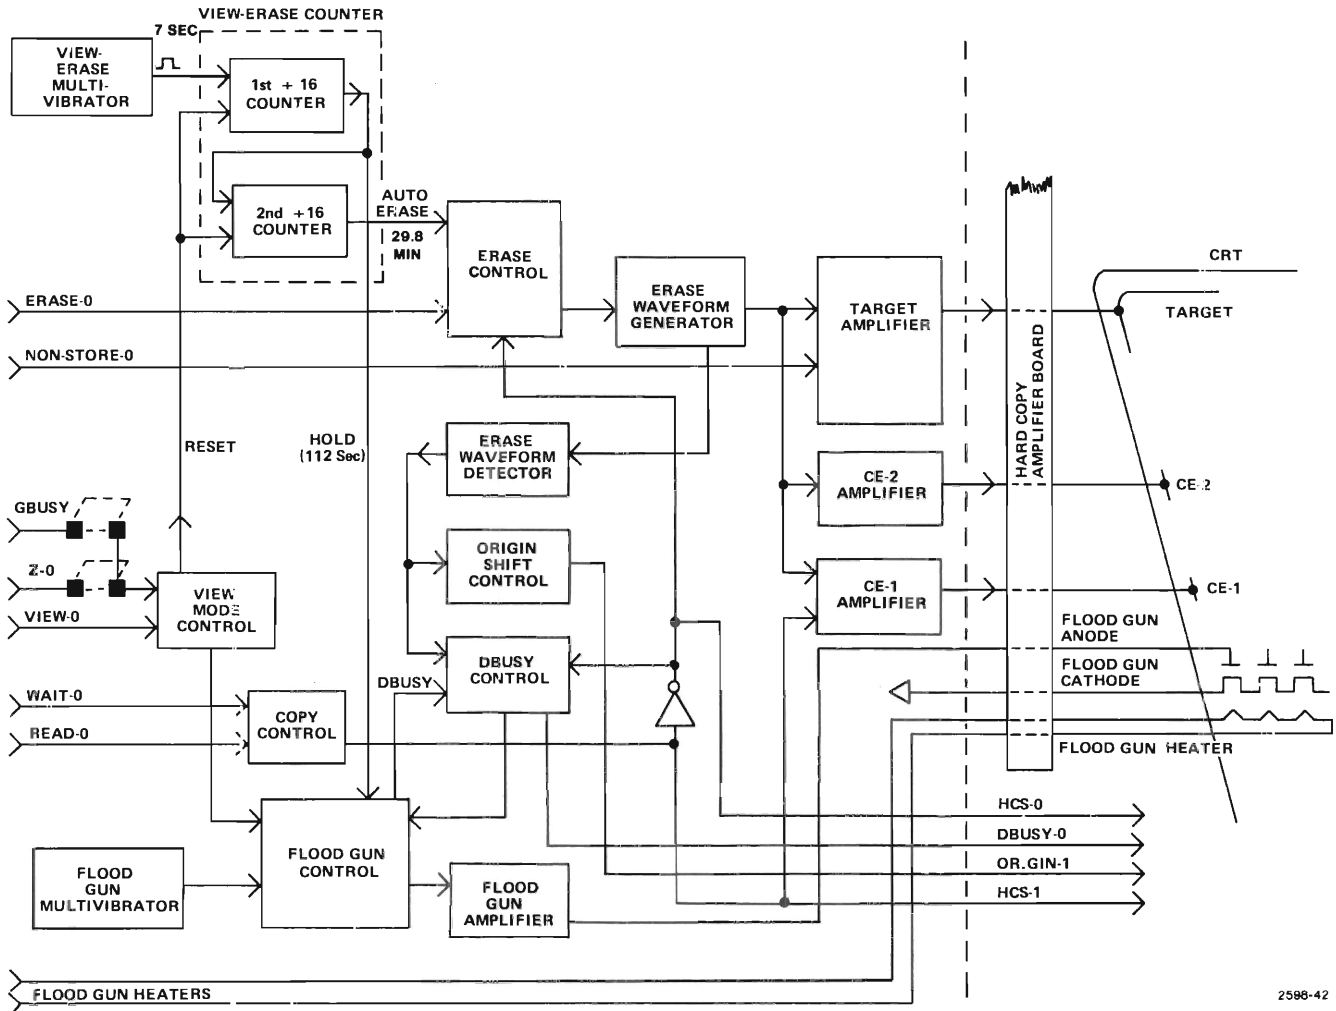 VIEW-ERASE COUNTER
7 SEC
VIEW-
ERASE
MULTI-
VIBRATOR
1st + 16
COUNTER
2nd +16
COUNTER
AUTO
ERASE
29.8
MIN
ERASE
CONTROL
ERASE
WAVEFORM
GENERATOR
TARGET
AMPLIFIER
CRT
TARGET
ERASE-0
NON-STORE-0
HARD COPY
AMPLIFIER BOARD
RESET
HOLD
(112 Sec)
ERASE
WAVEFORM
DETECTOR
CE-2
AMPLIFIER
CE-2
GBUSY
Z-0
VIEW-0
VIEW
MODE
CONTROL
ORIGIN
SHIFT
CONTROL
CE-1
AMPLIFIER
CE-1
FLOOD GUN
ANODE
FLOOD GUN
CATHODE
FLOOD GUN HEATER
DBUSY
DBUSY
CONTROL
WAIT-0
READ-0
COPY
CONTROL
HCS-0
DBUSY-0
OR.GIN-1
HCS-1
FLOOD GUN
CONTROL
FLOOD
GUN
MULTIVIBRATOR
FLOOD
GUN
AMPLIFIER
FLOOD GUN HEATERS
2598-42